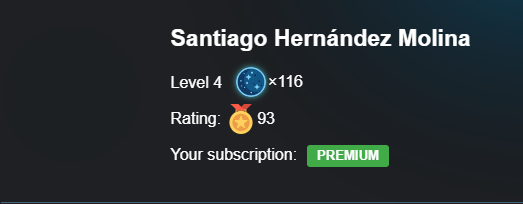 Santiago Hernández Molina
Level 4 ×116
Rating: 93
Your subscription: PREMIUM